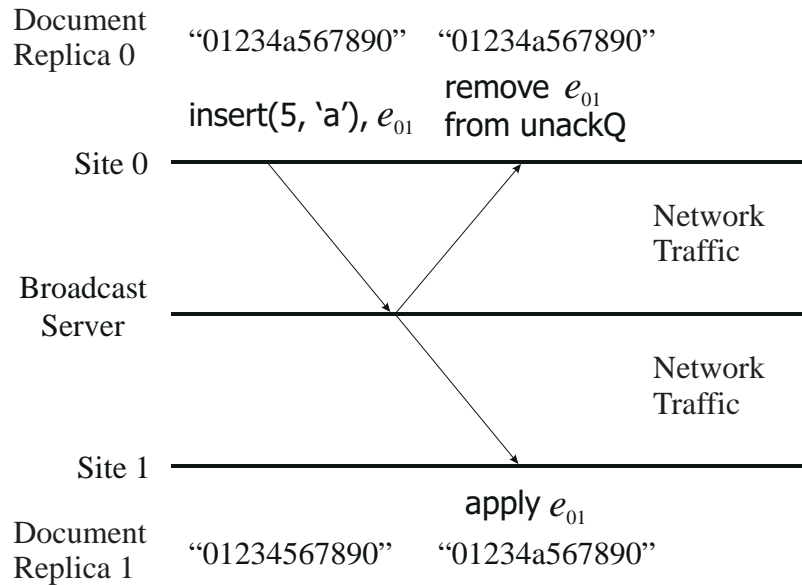 Document
Replica 0
“01234a567890” “01234a567890”
insert(5, ‘a’), e01
remove e01
from unackQ
Site 0
Network
Traffic
Broadcast
Server
Network
Traffic
Site 1
apply e01
Document
Replica 1
“01234567890” “01234a567890”